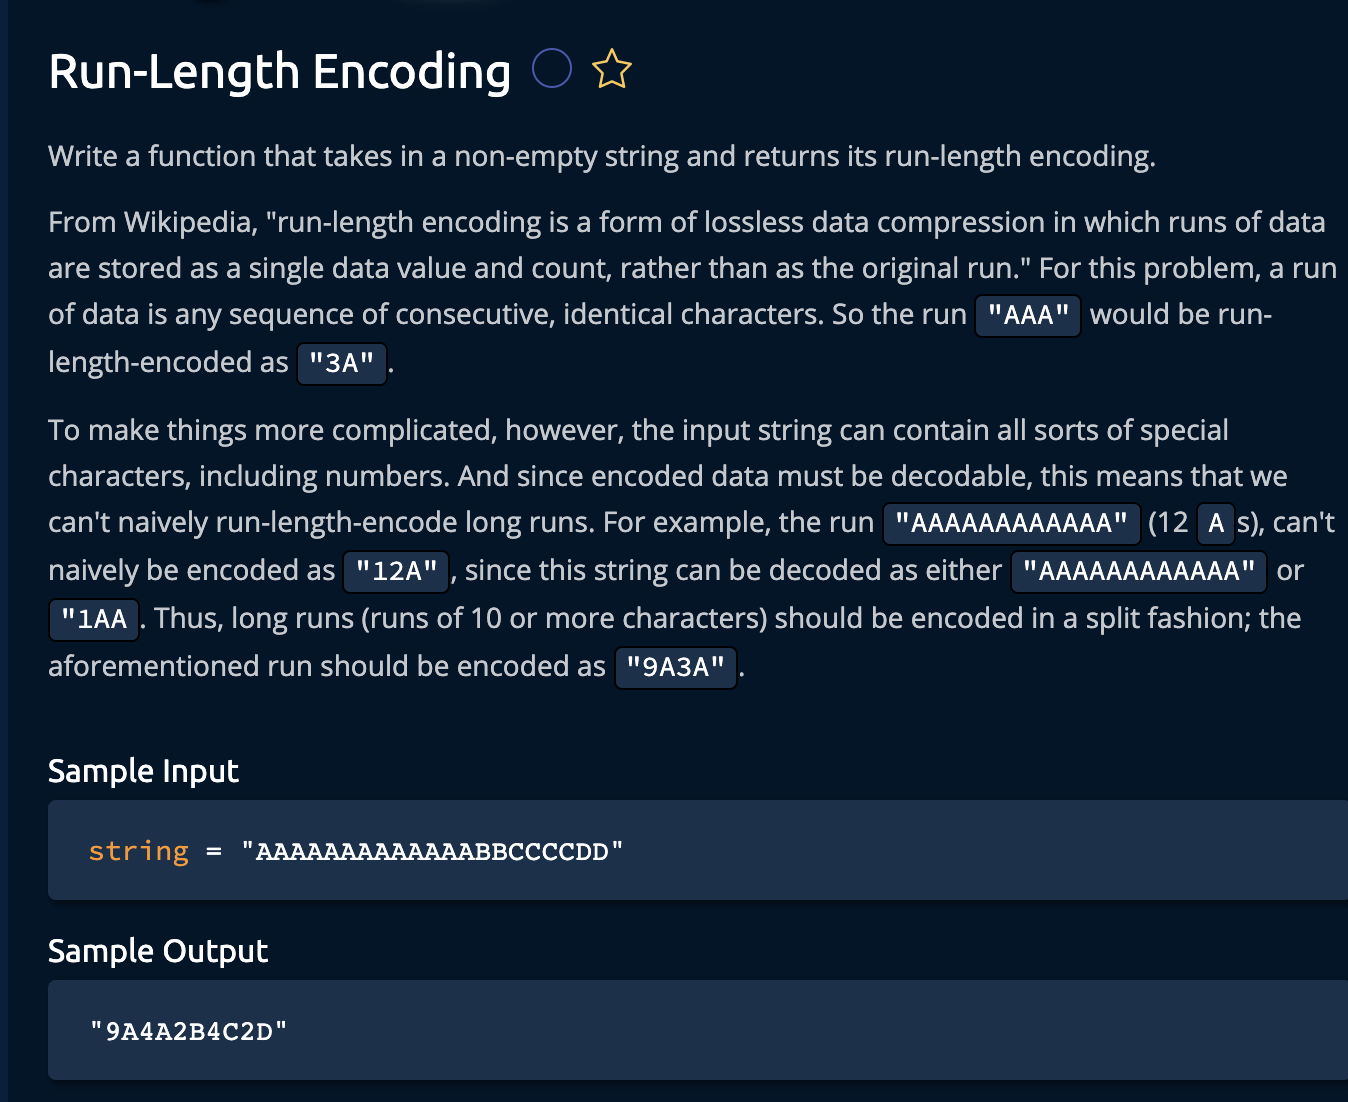 Run-Length Encoding
Write a function that takes in a non-empty string and returns its run-length encoding.
From Wikipedia, "run-length encoding is a form of lossless data compression in which runs of data
are stored as a single data value and count, rather than as the original run." For this problem, a run
of data is any sequence of consecutive, identical characters. So the run "AAA" would be run-
length-encoded as "3A".
To make things more complicated, however, the input string can contain all sorts of special
characters, including numbers. And since encoded data must be decodable, this means that we
can't naively run-length-encode long runs. For example, the run "AAAAAAAAAAAA" (12 A s), can't
naively be encoded as "12A", since this string can be decoded as either "AAAAAAAAAAAA" or
"1AA. Thus, long runs (runs of 10 or more characters) should be encoded in a split fashion; the
aforementioned run should be encoded as "9A3A".
Sample Input
string = "AAAAAAAAAAAAABBCCCCDD"
Sample Output
"9A4A2B4C2D"